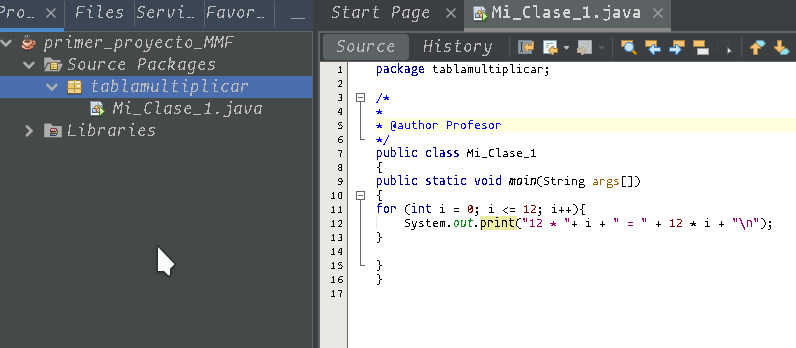 Pro... × Files Servi... Favor...
primer_proyecto_MMF
Source Packages
tablamultiplicar
Mi_Clase_1.java
Libraries
Start Page × Mi_Clase_1.java ×
Source History
1 package tablamultiplicar;
2
3 /*
4 *
5 * @author Profesor
6 */
7 public class Mi_Clase_1
8 {
9 public static void main(String args[])
10 {
11 for (int i = 0; i <= 12; i++){
12 System.out.print("12 * "+ i + " = " + 12 * i + "\n");
13 }
14
15 }
16 }
17